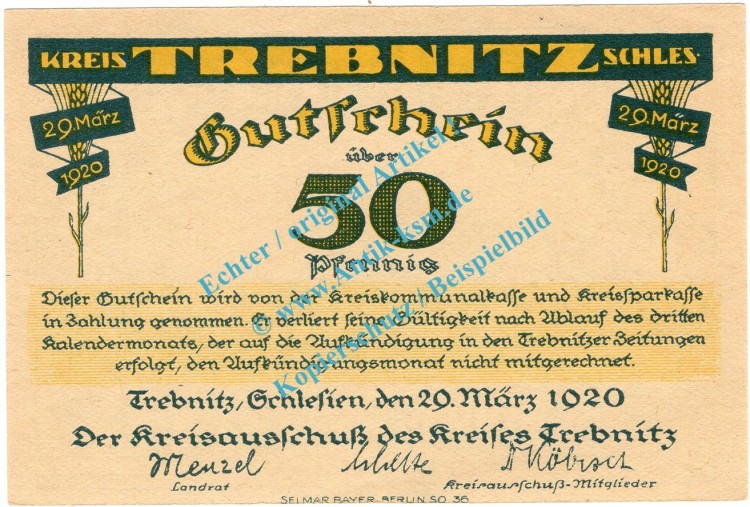 KREIS TREBNITZ SCHLES.
29. März
1920
29. März
1920
Gutschein
über
50
Pfennig
Dieser Gutschein wird von der Kreiskommunalkasse und Kreissparkasse
in Zahlung genommen. Er verliert seine Gültigkeit nach Ablauf des dritten
Kalendermonats, der auf die Aufkündigung in den Trebnitzer Zeitungen
erfolgt, den Aufkündigungsmonat nicht mitgerechnet.
Trebnitz, Schlesien, den 29. März 1920
Der Kreisausschuß des Kreises Trebnitz
Menzel
Landrat
Kreisausschuß-Mitglieder
SELMAR BAYER-BERLIN SO 36
Echter / original Artikel
© www.Antik-ksm.de
Kopierschutz / Beispielbild